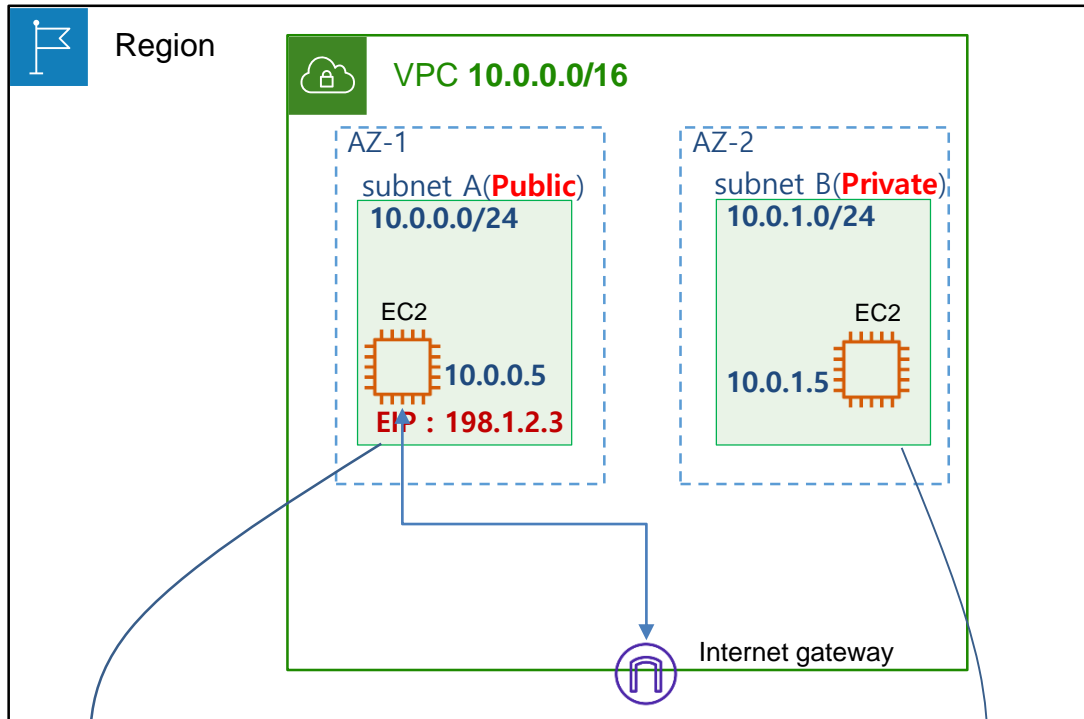 Region
VPC 10.0.0.0/16
AZ-1
subnet A(Public)
10.0.0.0/24
EC2
10.0.0.5
EIP : 198.1.2.3
AZ-2
subnet B(Private)
10.0.1.0/24
EC2
10.0.1.5
Internet gateway